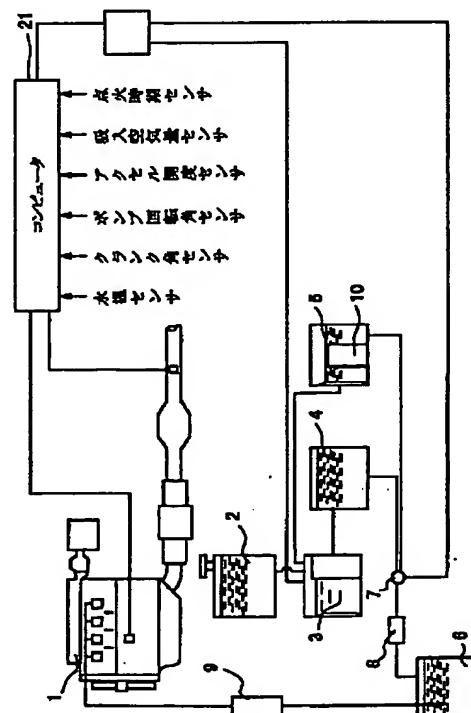 21
コンピュータ
点火時期センサ
吸入空気量センサ
アクセル開度センサ
ポンプ回転角センサ
クランク角センサ
水温センサ
1
2
3
4
5
10
7
8
9
6